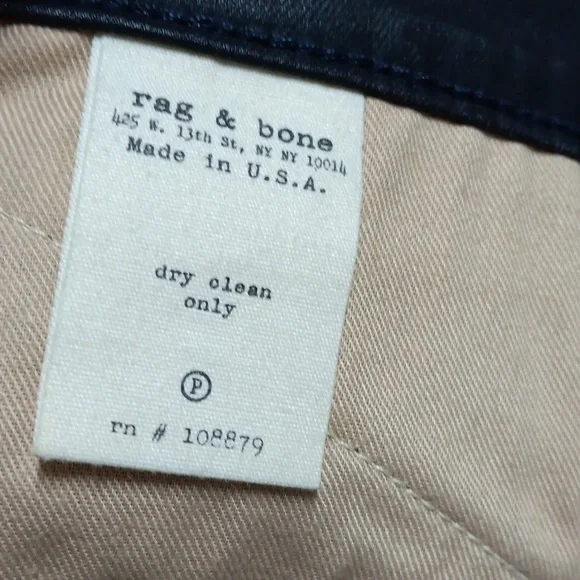 rag & bone
425 W. 13th St, NY NY 10014
Made in U.S.A.
dry clean
only
P
rn # 108879